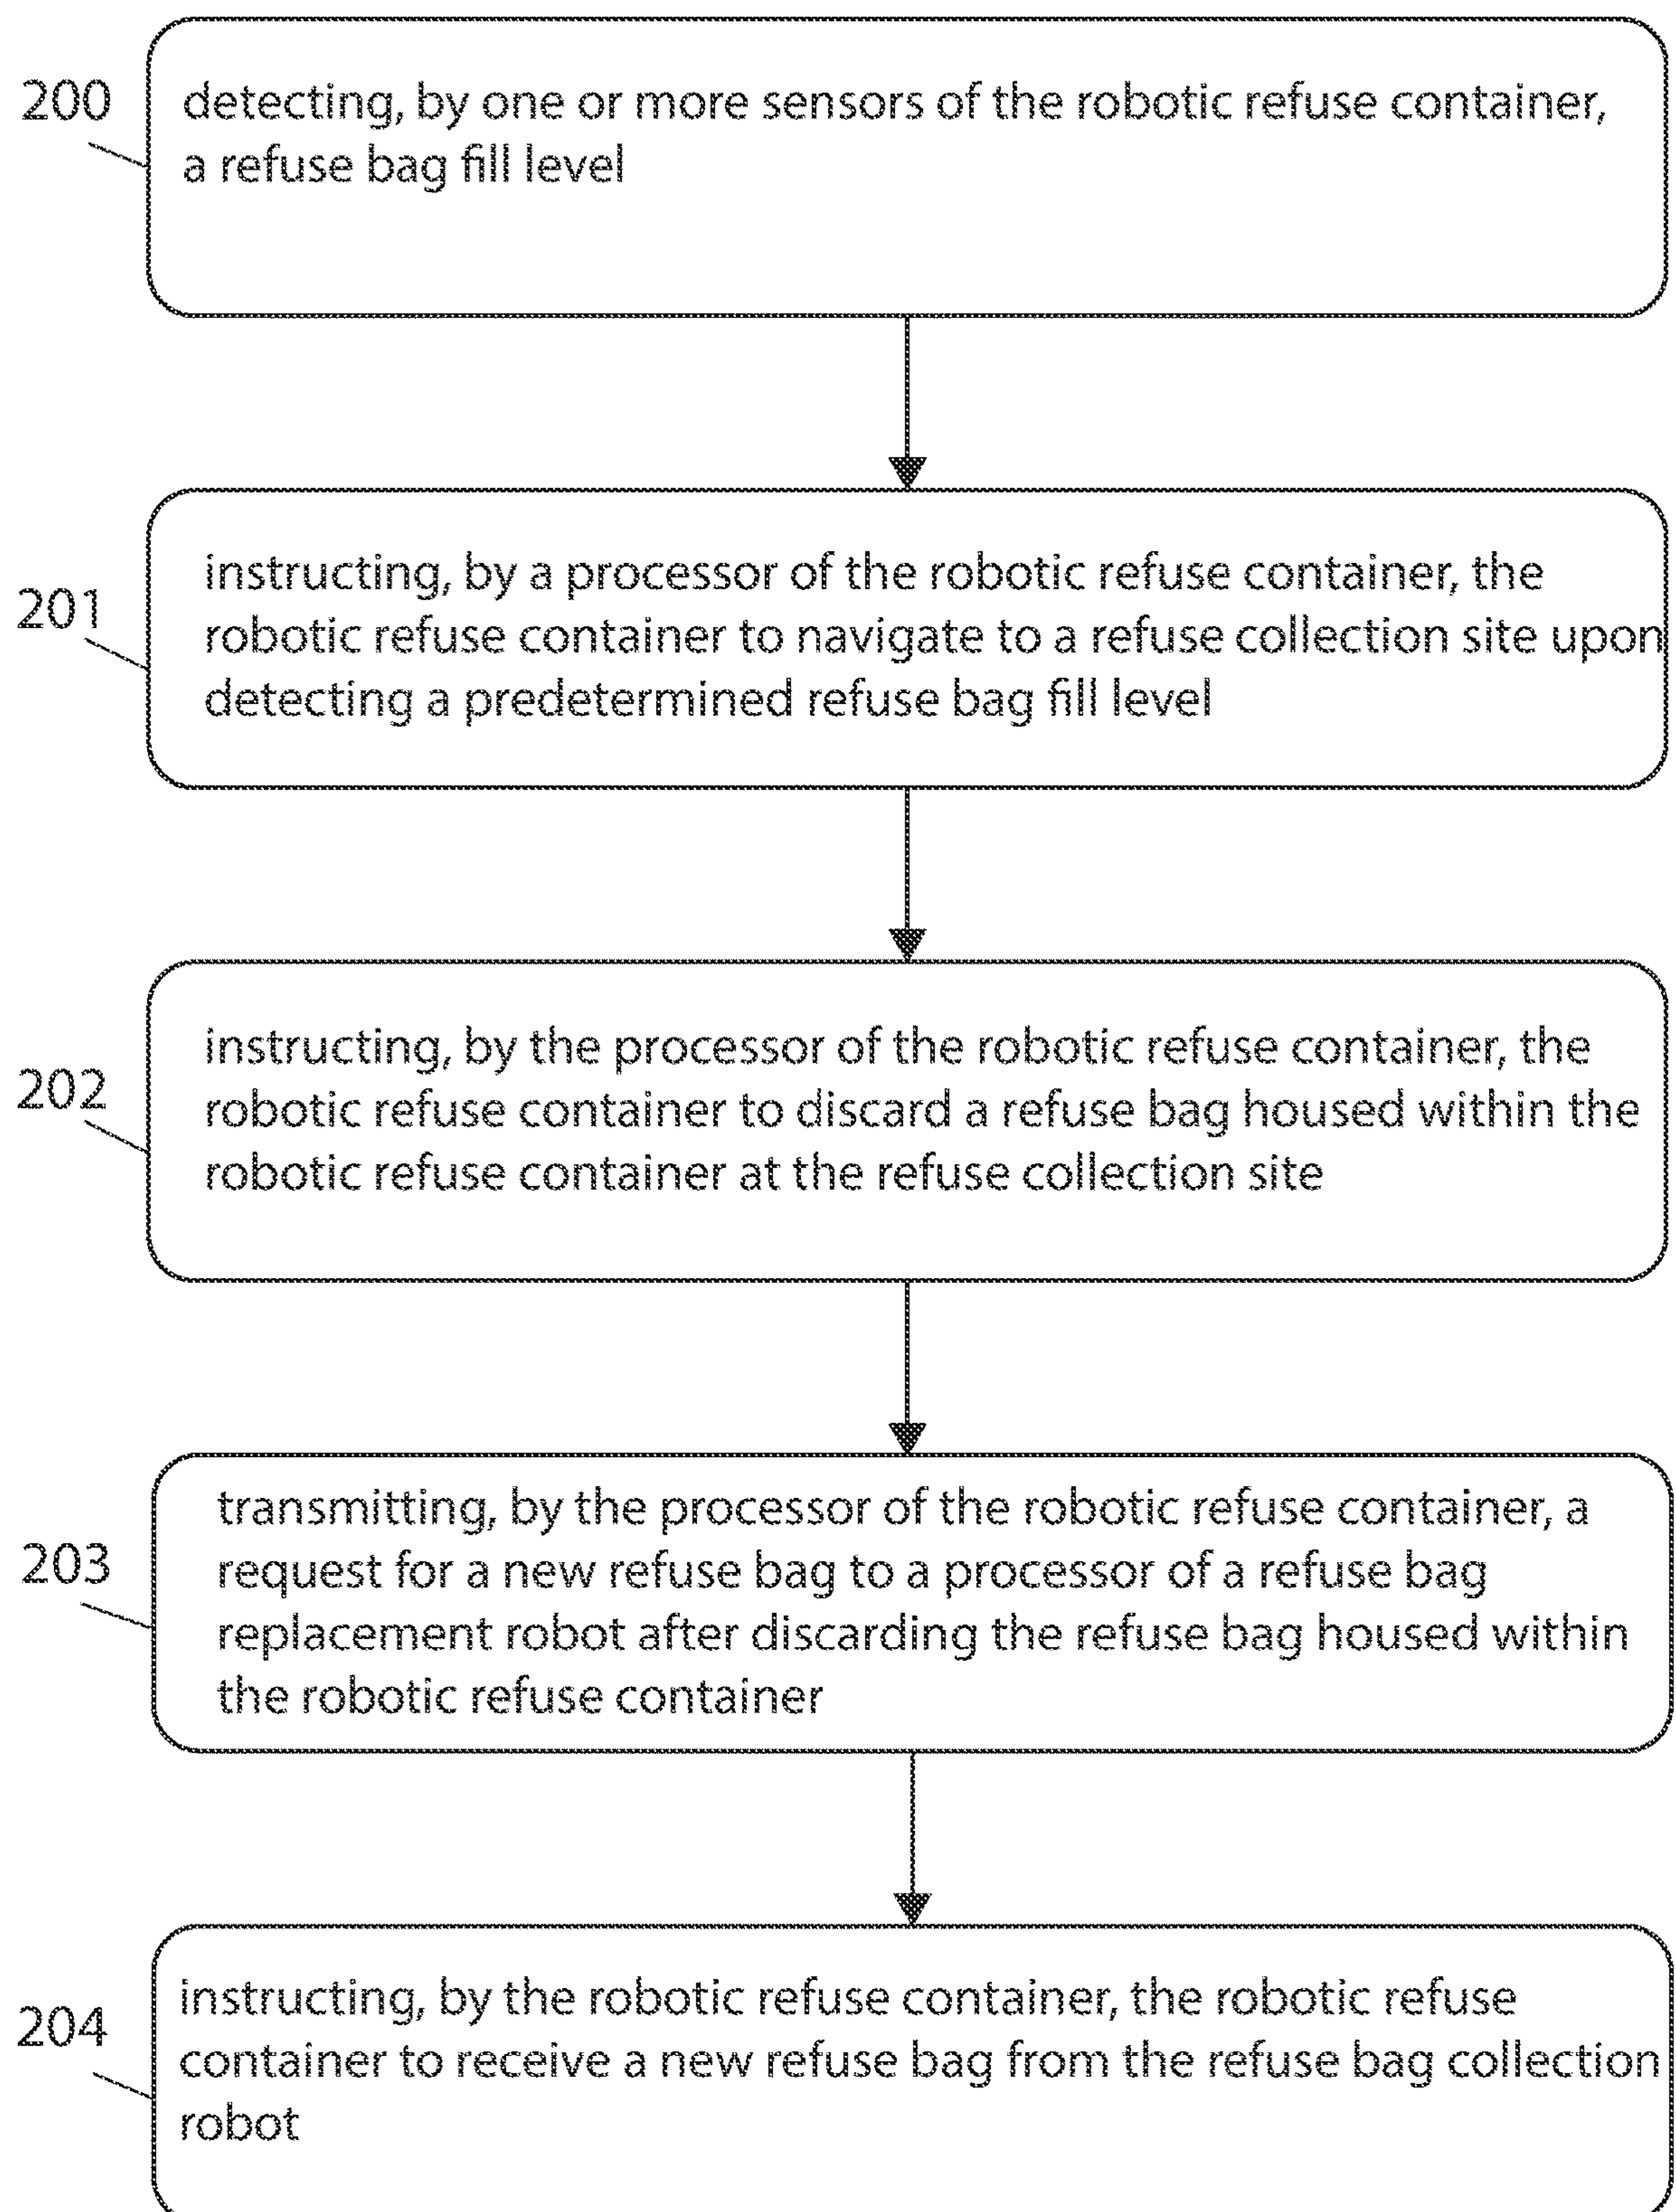 200
detecting, by one or more sensors of the robotic refuse container,
a refuse bag fill level
201
instructing, by a processor of the robotic refuse container, the
robotic refuse container to navigate to a refuse collection site upon
detecting a predetermined refuse bag fill level
202
instructing, by the processor of the robotic refuse container, the
robotic refuse container to discard a refuse bag housed within the
robotic refuse container at the refuse collection site
203
transmitting, by the processor of the robotic refuse container, a
request for a new refuse bag to a processor of a refuse bag
replacement robot after discarding the refuse bag housed within
the robotic refuse container
204
instructing, by the robotic refuse container, the robotic refuse
container to receive a new refuse bag from the refuse bag collection
robot